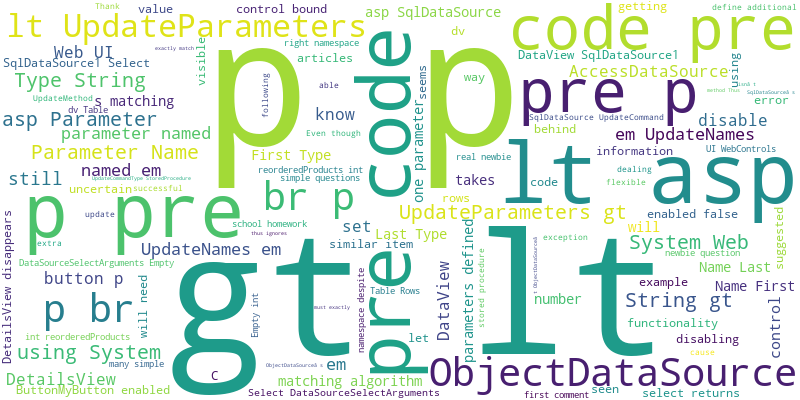 Thank
value
control bound
lt UpdateParameters
Web UI
exactly match
SqlDataSource1 Select
Type String
UpdateMethod
s matching
dv Table
asp Parameter
parameter named
Parameter Name
named em
still
uncertain
UpdateCommandType StoredProcedure
successful
p pre
update
extra
DataSourceSelectArguments Empty
button p
p br
DetailsView disappears
will need
int reorderedProducts
using System
many simple
DetailsView
ButtonMyButton enabled
visible
right namespace
articles
p
following
able
know
Even though
First Type
reorderedProducts int
simple questions
br p
school homework
thus ignores
set
UpdateNames em
similar item
gt
C
Empty int
must exactly
ObjectDataSourceÂ s
em
Select DataSourceSelectArguments
matching algorithm
namespace despite
Table Rows
Last Type
code
pre
let
asp SqlDataSource
dv
getting
define additional
code pre
DataView SqlDataSource1
p
seems
way
one parameter
AccessDataSource
using
pre p
error
SqlDataSource UpdateCommand
disable
behind
em UpdateNames
real newbie
information
UI WebControls
takes
lt asp
code
dealing
flexible
rows
UpdateParameters gt
enabled false
will
System Web
newbie question
suggested
DataView
parameters defined
stored procedure
lt
exception
number
example
Name Last
Name First
String gt
functionality
control
disabling
cause
ObjectDataSource
seen
select returns
first comment